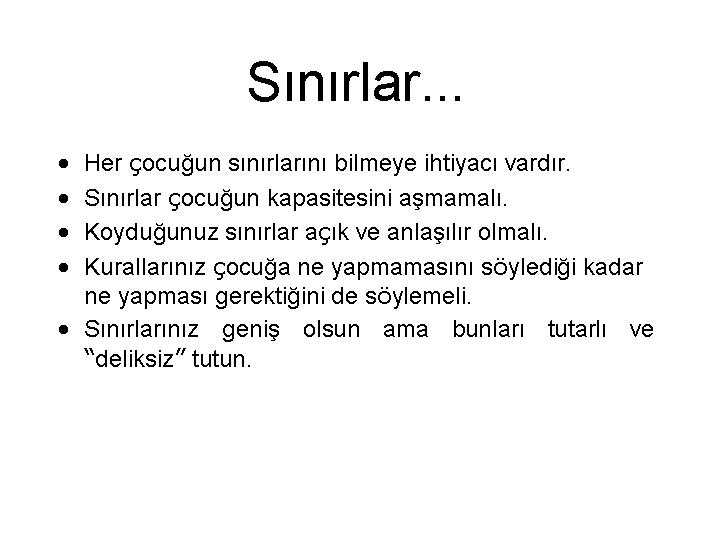 Sınırlar...
• Her çocuğun sınırlarını bilmeye ihtiyacı vardır.
• Sınırlar çocuğun kapasitesini aşmamalı.
• Koyduğunuz sınırlar açık ve anlaşılır olmalı.
• Kurallarınız çocuğa ne yapmamasını söylediği kadar
ne yapması gerektiğini de söylemeli.
• Sınırlarınız geniş olsun ama bunları tutarlı ve
“deliksiz” tutun.